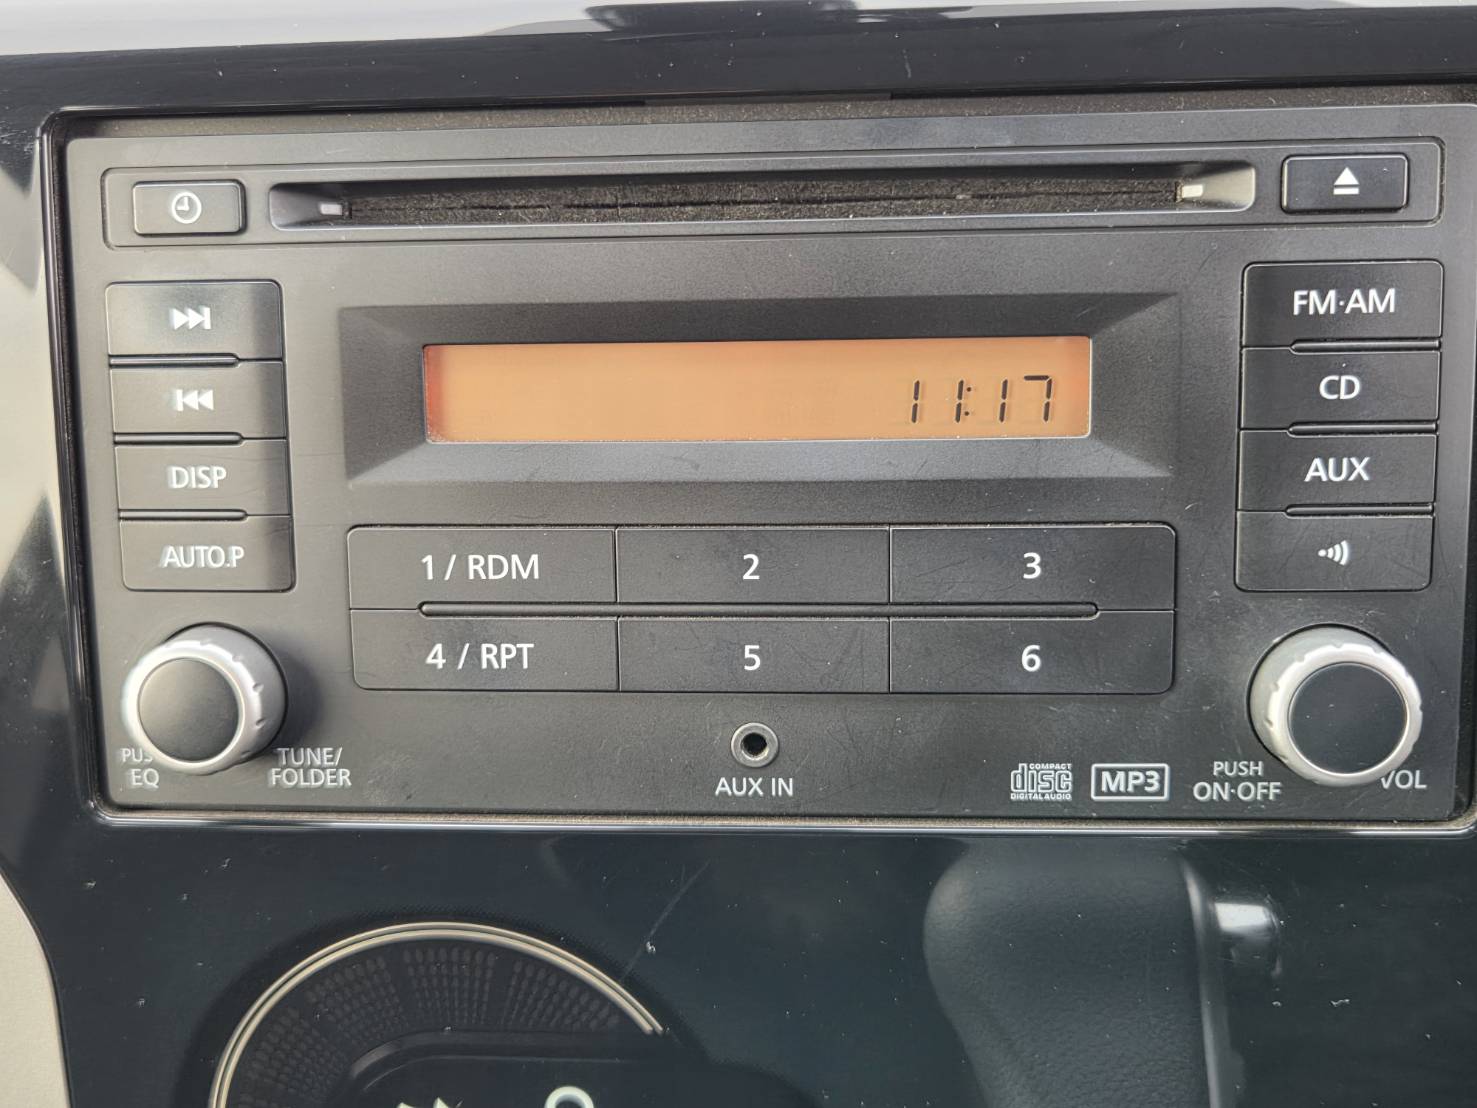 11:17
FM·AM
CD
DISP
AUX
AUTO.P
1 / RDM
2
3
4 / RPT
5
6
PUSH
EQ
TUNE/
FOLDER
AUX IN
COMPACT
disc
DIGITAL AUDIO
MP3
PUSH
ON·OFF
VOL